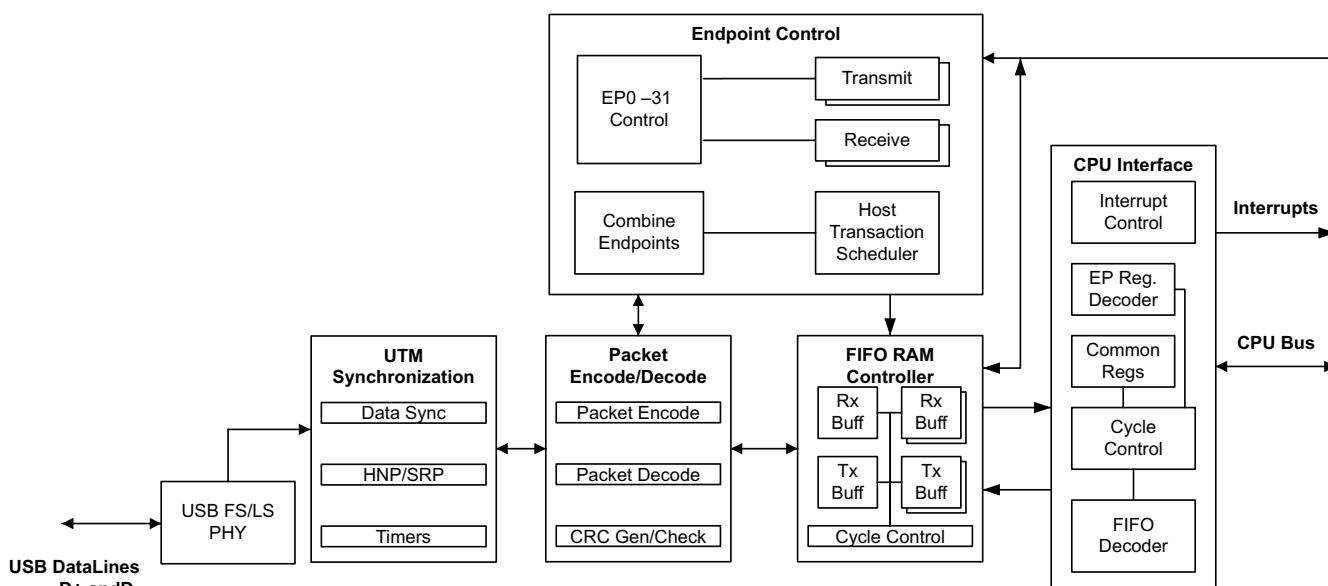 Endpoint Control
EP0 –31
Control
Transmit
Receive
Combine
Endpoints
Host
Transaction
Scheduler
CPU Interface
Interrupt
Control
EP Reg.
Decoder
Common
Regs
Cycle
Control
FIFO
Decoder
Interrupts
CPU Bus
UTM
Synchronization
Data Sync
HNP/SRP
Timers
Packet
Encode/Decode
Packet Encode
Packet Decode
CRC Gen/Check
FIFO RAM
Controller
Rx
Buff
Rx
Buff
Tx
Buff
Tx
Buff
Cycle Control
USB FS/LS
PHY
USB DataLines
D+ andD-